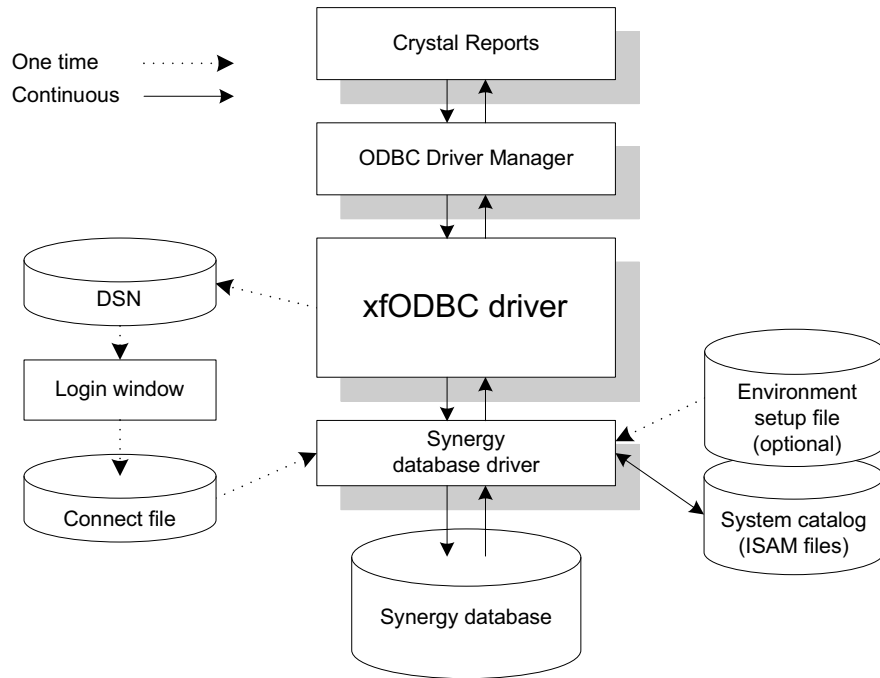 Crystal Reports
One time
Continuous
ODBC Driver Manager
xfODBC driver
DSN
Login window
Connect file
Synergy
database driver
Environment
setup file
(optional)
System catalog
(ISAM files)
Synergy database